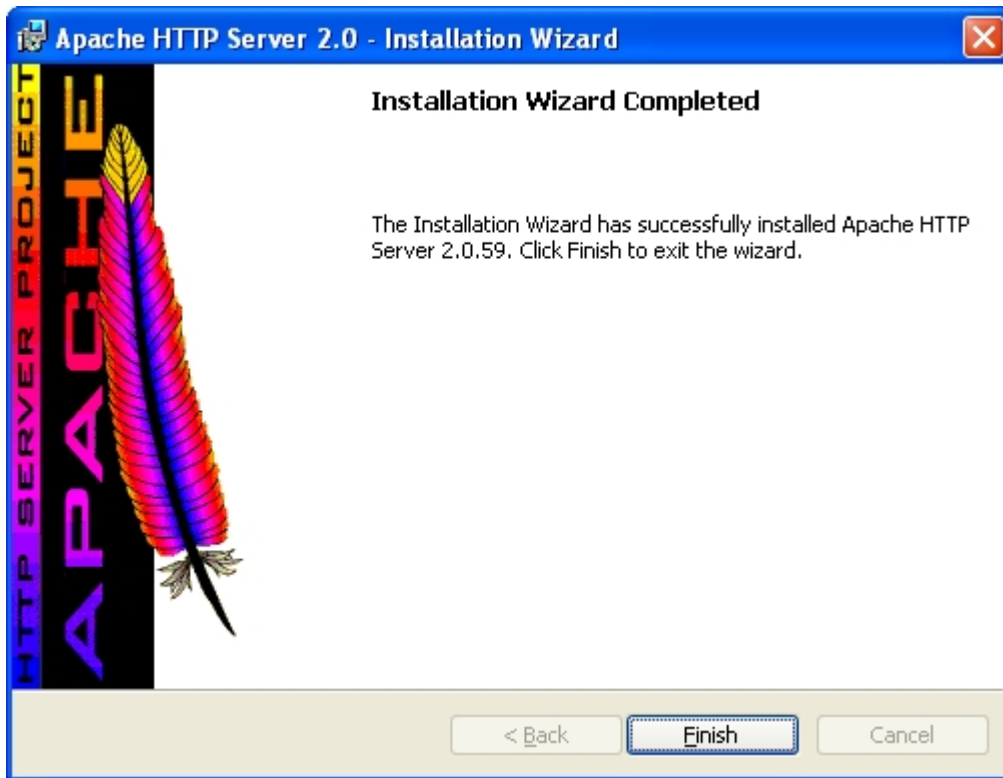 Apache HTTP Server 2.0 - Installation Wizard
HTTP SERVER PROJECT
APACHE
Installation Wizard Completed
The Installation Wizard has successfully installed Apache HTTP
Server 2.0.59. Click Finish to exit the wizard.
< Back
Finish
Cancel